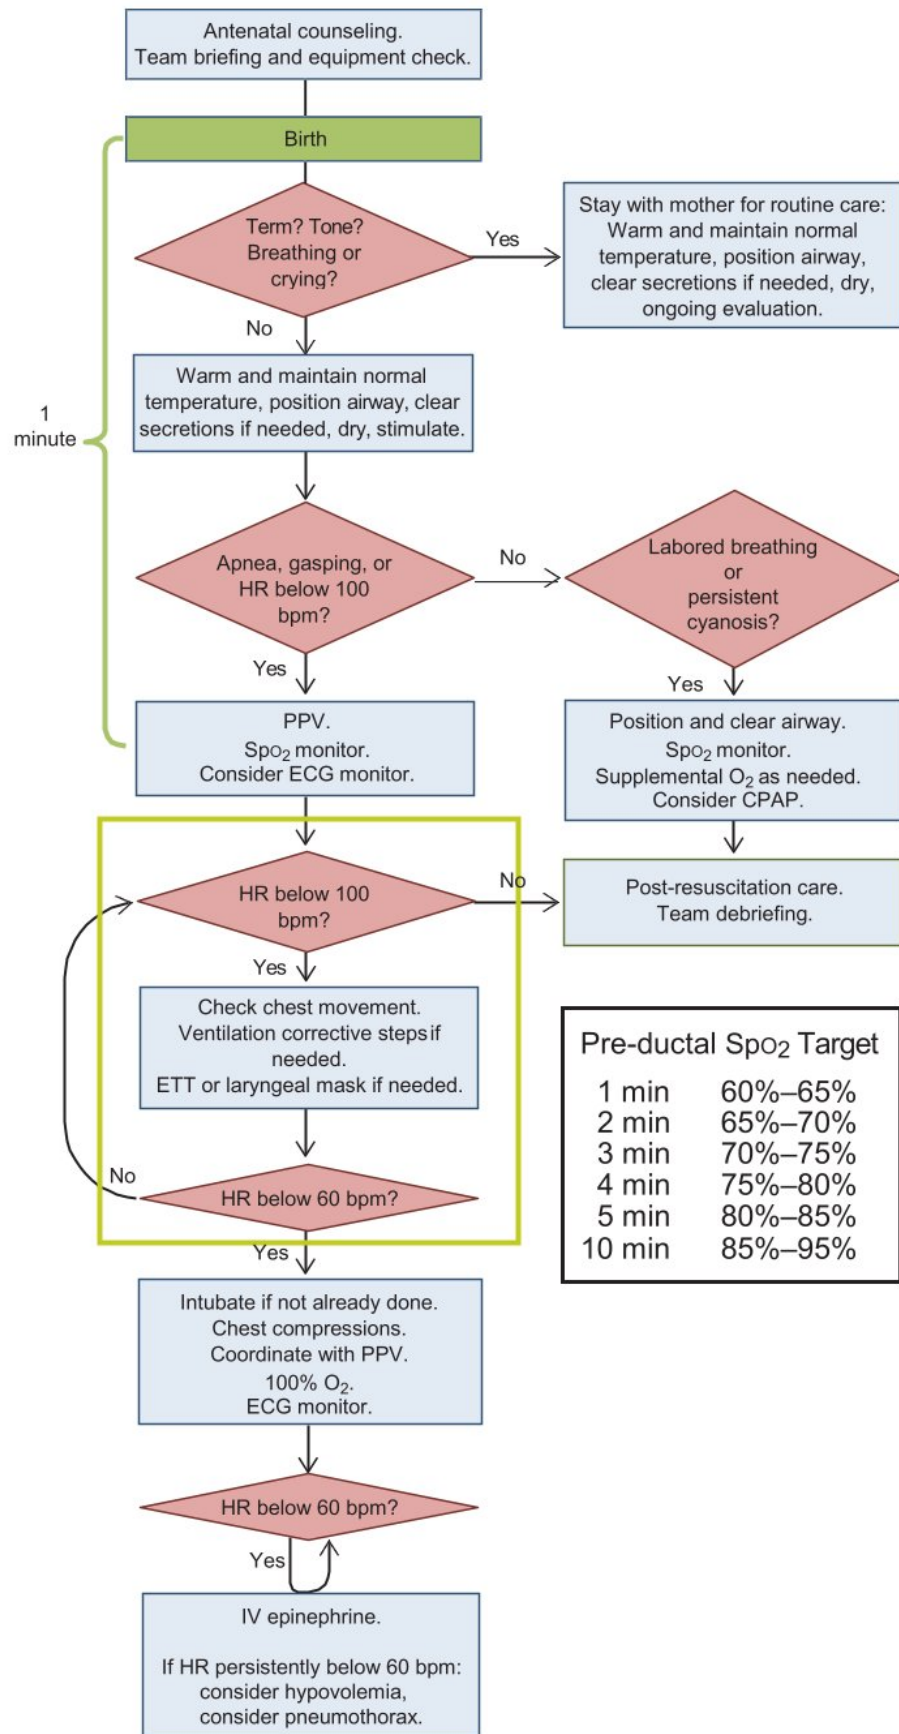 Antenatal counseling.
Team briefing and equipment check.
Birth
Term? Tone?
Breathing or
crying?
Yes
Stay with mother for routine care:
Warm and maintain normal
temperature, position airway,
clear secretions if needed, dry,
ongoing evaluation.
No
Warm and maintain normal
temperature, position airway, clear
secretions if needed, dry, stimulate.
1
minute
Apnea, gasping, or
HR below 100
bpm?
No
Labored breathing
or
persistent
cyanosis?
Yes
Yes
PPV.
SpO₂ monitor.
Consider ECG monitor.
Position and clear airway.
SpO₂ monitor.
Supplemental O₂ as needed.
Consider CPAP.
HR below 100
bpm?
No
Post-resuscitation care.
Team debriefing.
Yes
Check chest movement.
Ventilation corrective steps if
needed.
ETT or laryngeal mask if needed.
No
HR below 60 bpm?
Yes
Pre-ductal SpO₂ Target
1 min 60%–65%
2 min 65%–70%
3 min 70%–75%
4 min 75%–80%
5 min 80%–85%
10 min 85%–95%
Intubate if not already done.
Chest compressions.
Coordinate with PPV.
100% O₂.
ECG monitor.
HR below 60 bpm?
Yes
IV epinephrine.
If HR persistently below 60 bpm:
consider hypovolemia,
consider pneumothorax.